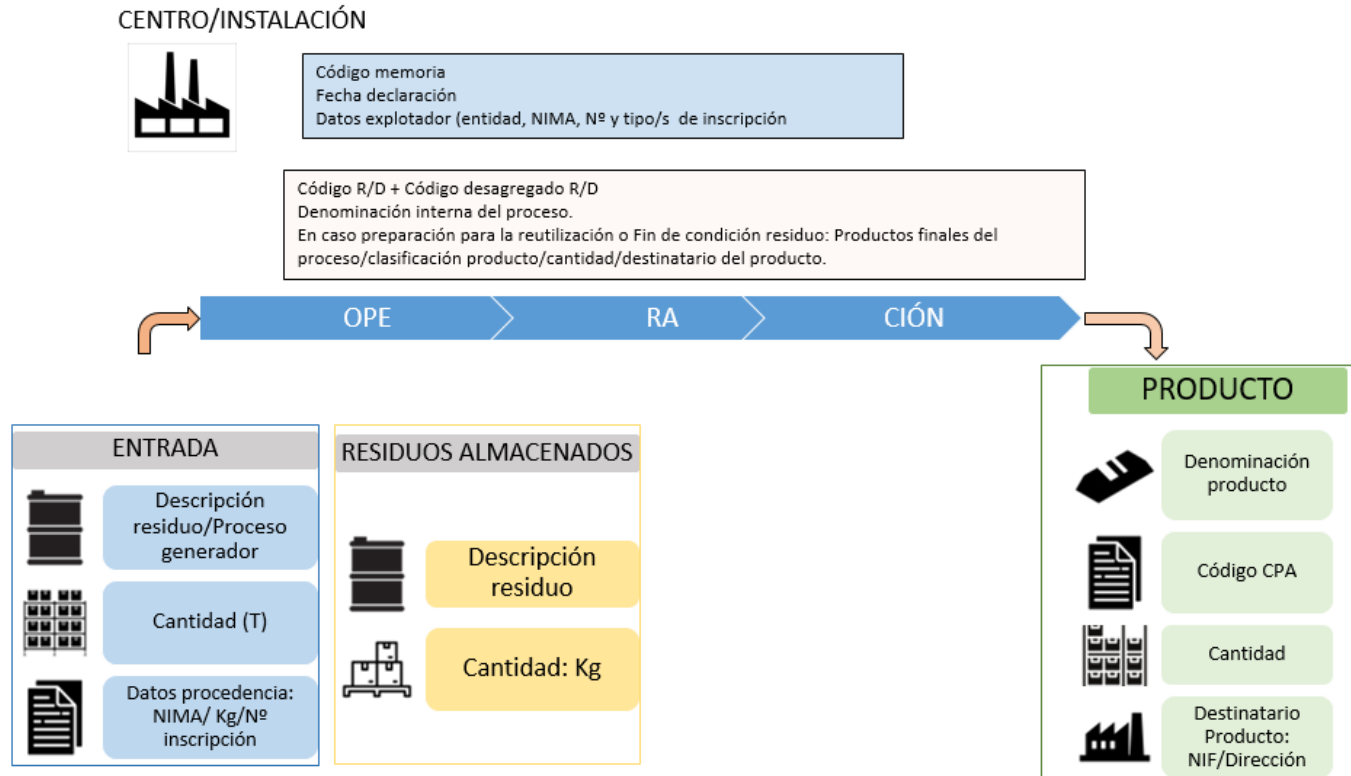 CENTRO/INSTALACIÓN
Código memoria
Fecha declaración
Datos explotador (entidad, NIMA, Nº y tipo/s  de inscripción
Código R/D + Código desagregado R/D
Denominación interna del proceso.
En caso preparación para la reutilización o Fin de condición residuo: Productos finales del
proceso/clasificación producto/cantidad/destinatario del producto.
OPE
RA
CIÓN
ENTRADA
Descripción
residuo/Proceso
generador
Cantidad (T)
Datos procedencia:
NIMA/ Kg/Nº
inscripción
RESIDUOS ALMACENADOS
Descripción
residuo
Cantidad: Kg
PRODUCTO
Denominación
producto
Código CPA
Cantidad
Destinatario
Producto:
NIF/Dirección